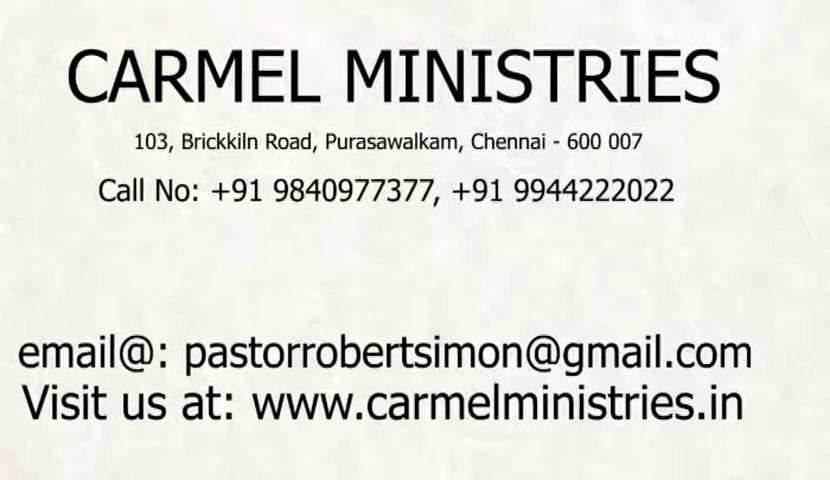 CARMEL MINISTRIES
103, Brickkiln Road, Purasawalkam, Chennai - 600 007
Call No: +91 9840977377, +91 9944222022
email@: pastorrobertsimon@gmail.com
Visit us at: www.carmelministries.in